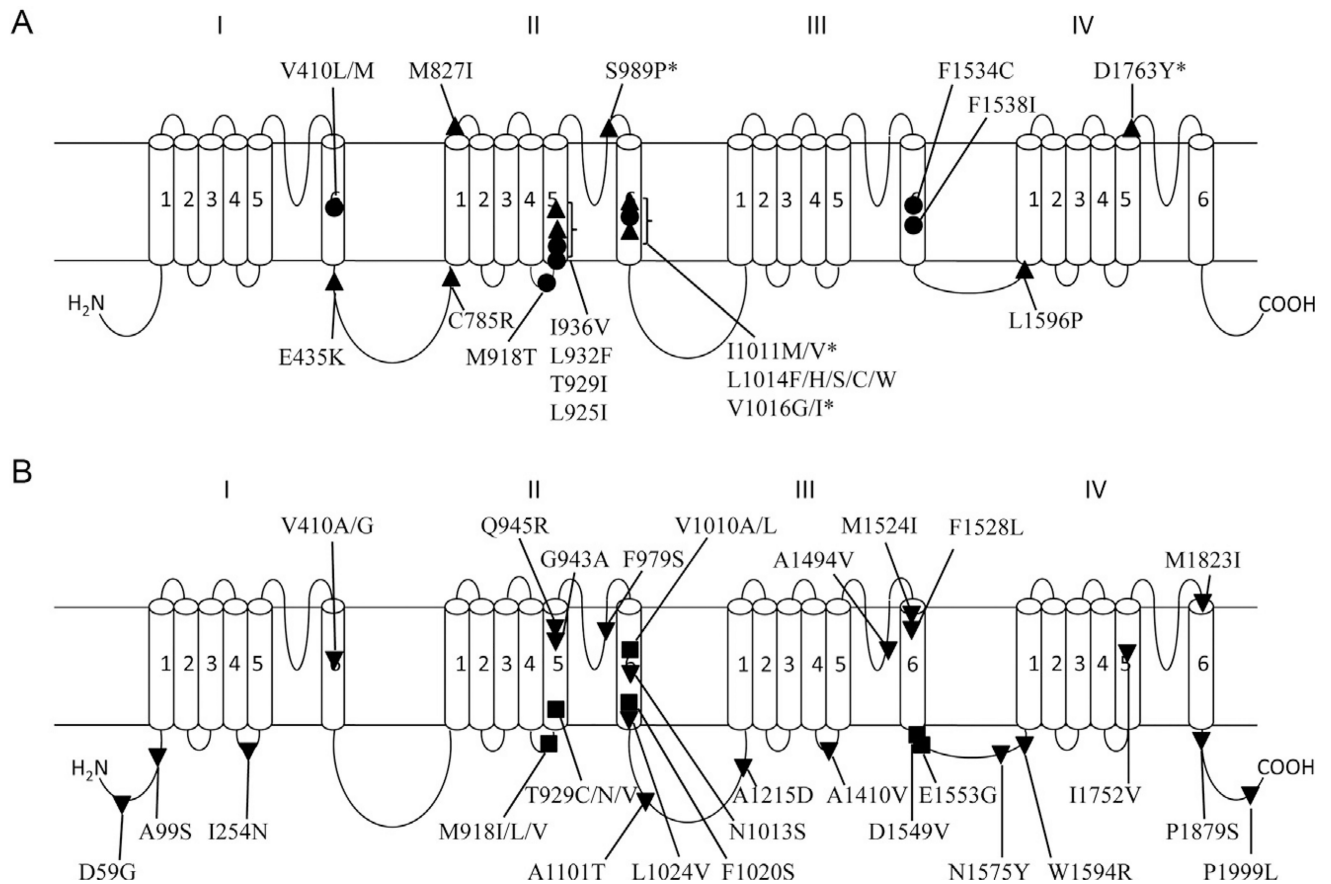 A
I II III IV
V410L/M M827I S989P* F1534C D1763Y*
F1538I
1 2 3 4 5 6 1 2 3 4 5 6 1 2 3 4 5 6 1 2 3 4 5 6
H2N
COOH
E435K
C785R
M918T
I936V
L932F
T929I
L925I
I1011M/V*
L1014F/H/S/C/W
V1016G/I*
L1596P
B
I II III IV
V410A/G Q945R V1010A/L M1524I F1528L
G943A F979S A1494V M1823I
1 2 3 4 5 6 1 2 3 4 5 6 1 2 3 4 5 6 1 2 3 4 5 6
H2N
COOH
T929C/N/V A1215D A1410V E1553G I1752V
A99S I254N M918I/L/V N1013S D1549V P1879S
D59G A1101T L1024V F1020S N1575Y W1594R P1999L